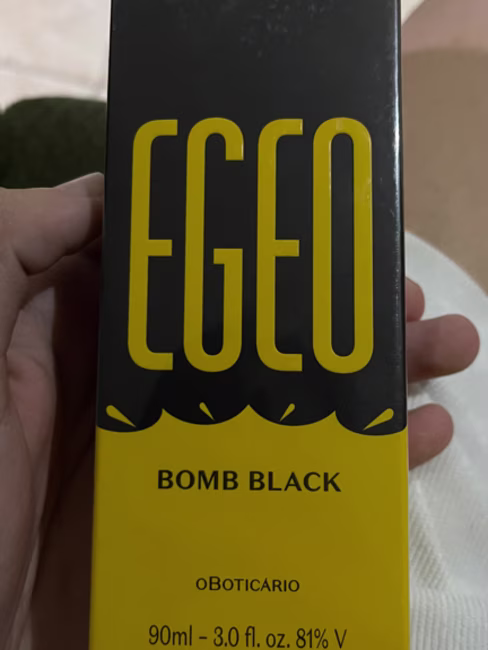 EGEO
BOMB BLACK
oBOTICÁRIO
90ml - 3.0 fl. oz. 81% V